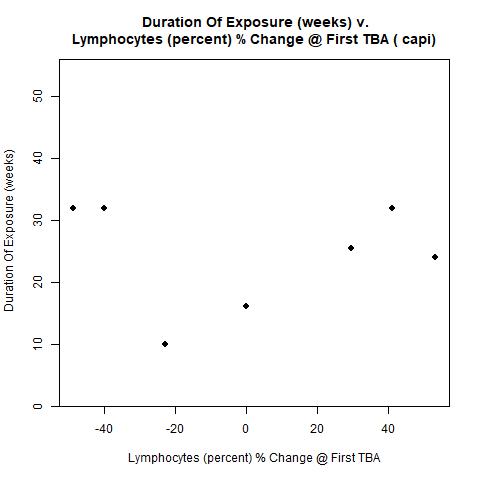 Duration Of Exposure (weeks) v.
Lymphocytes (percent) % Change @ First TBA ( capi)
Duration Of Exposure (weeks)
50
40
30
20
10
0
-40 -20 0 20 40
Lymphocytes (percent) % Change @ First TBA